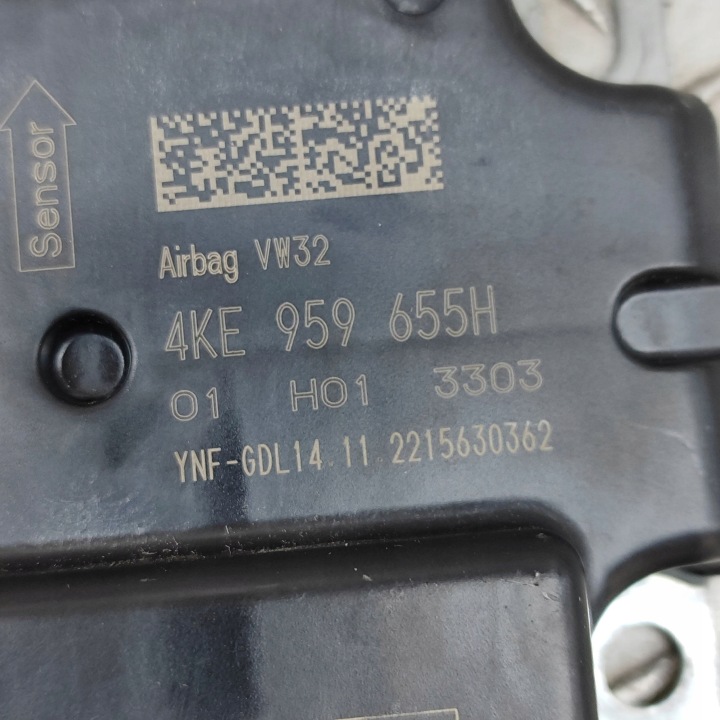 Sensor
Airbag VW32
4KE 959 655H
01 H01 3303
YNF-GDL14.11.2215630362